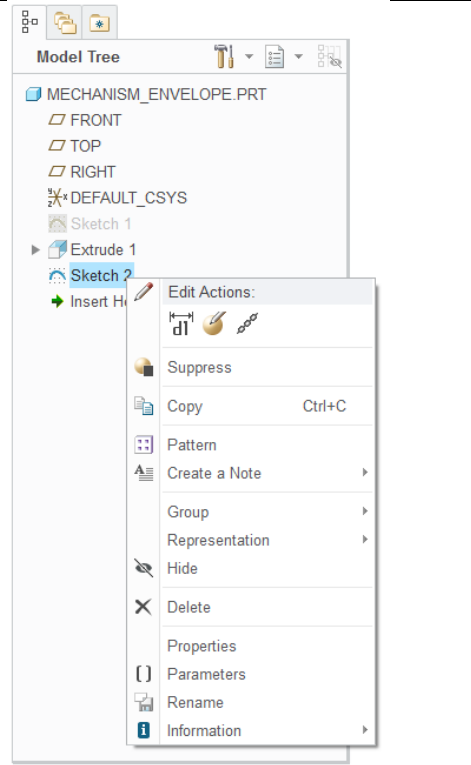 Model Tree
MECHANISM_ENVELOPE.PRT
FRONT
TOP
RIGHT
DEFAULT_CSYS
Sketch 1
Extrude 1
Sketch 2
Insert He
Edit Actions:
Suppress
Copy Ctrl+C
Pattern
Create a Note
Group
Representation
Hide
Delete
Properties
Parameters
Rename
Information